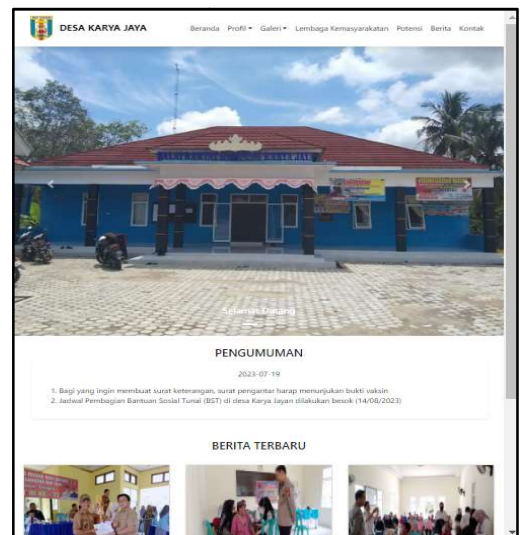 DESA KARYA JAYA
Beranda Profil Galeri Lembaga Kemasyarakatan Potensi Berita Kontak
Selamat Datang
PENGUMUMAN
2023-07-19
1. Bagi yang ingin membuat surat keterangan, surat pengantar harap menunjukan bukti vaksin
2. Jadwal Pembagian Bantuan Sosial Tunai (BST) di desa Karya Jayan dilakukan besok (14/08/2023)
BERITA TERBARU